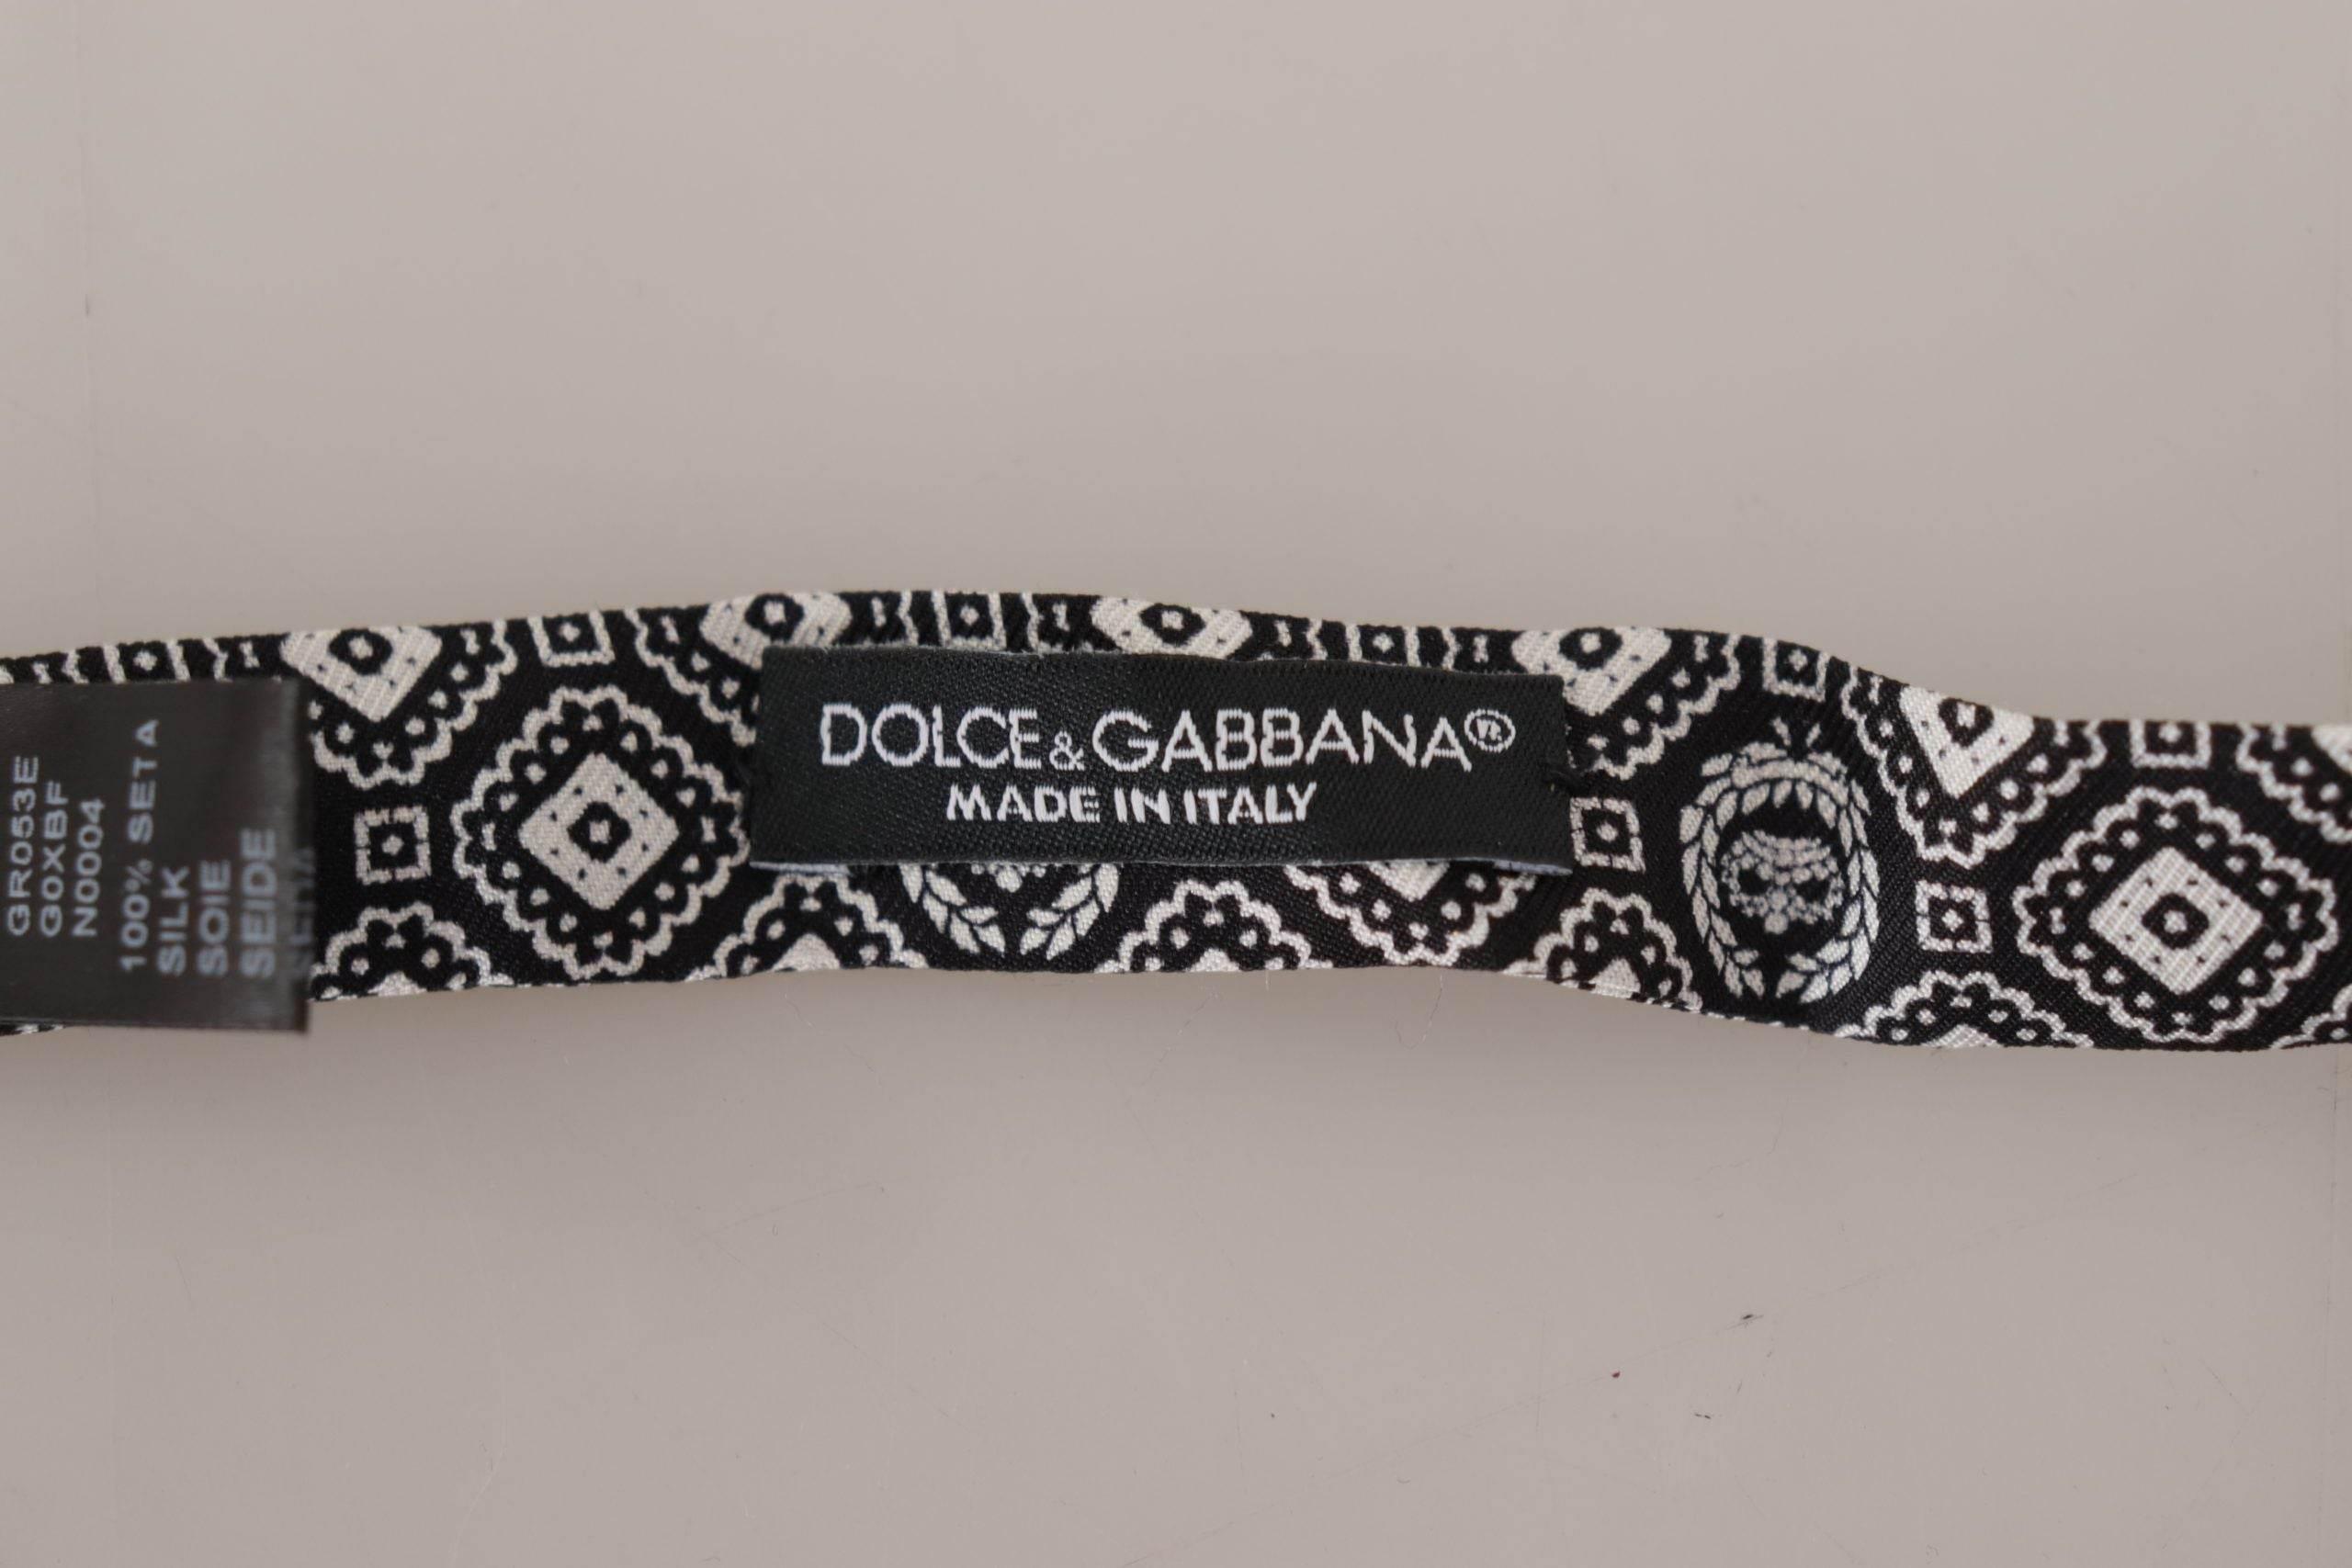 GR053E
G0XBF
N0004
100% SETA
SILK
SOIE
SEIDE
DOLCE&GABBANA®
MADE IN ITALY